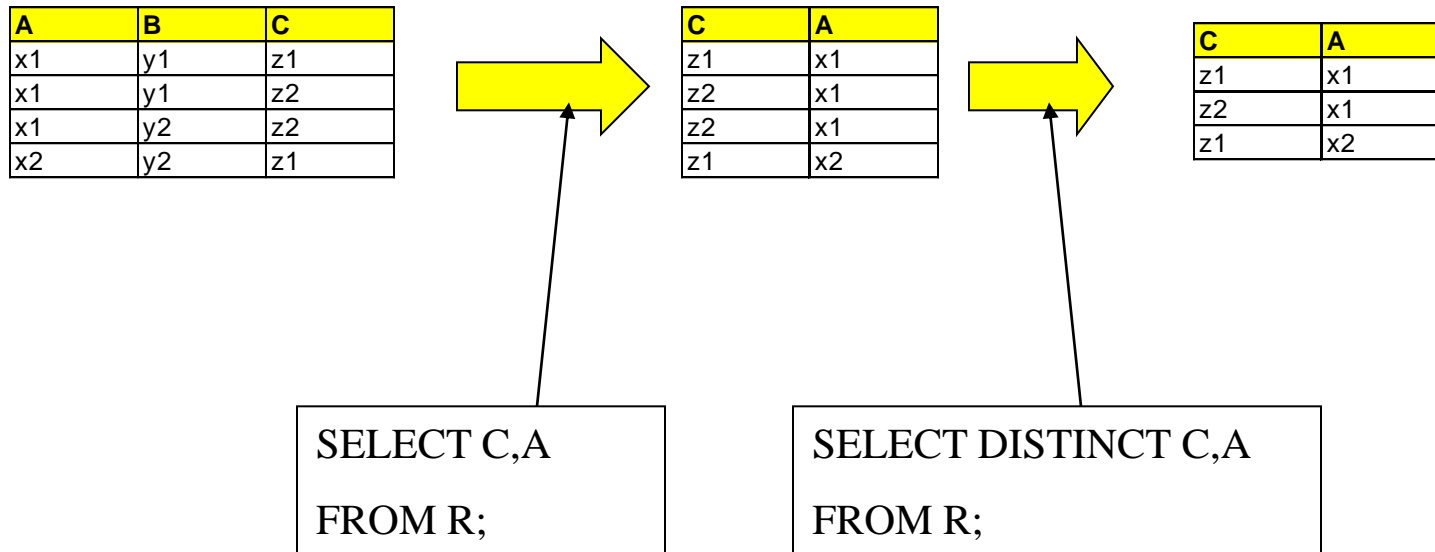 A B C
x1 y1 z1
x1 y1 z2
x1 y2 z2
x2 y2 z1
C A
z1 x1
z2 x1
z2 x1
z1 x2
C A
z1 x1
z2 x1
z1 x2
SELECT C,A
FROM R;
SELECT DISTINCT C,A
FROM R;